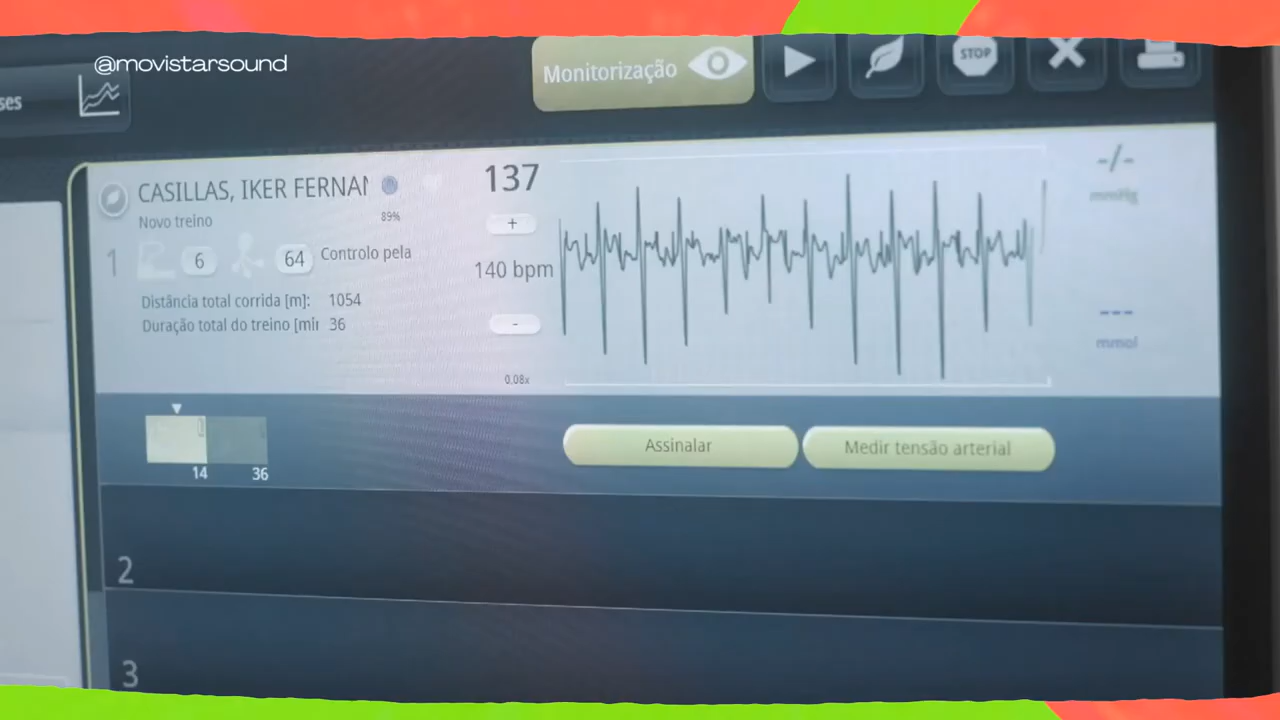 @movistarsound
ses
Monitorização
STOP
CASILLAS, IKER FERNAN
89%
137
-/-
mmHg
Novo treino
+
1
6
64
Controlo pela
140 bpm
Distância total corrida [m]: 1054
Duração total do treino [min 36
-
---
mmol
0.08x
Assinalar
Medir tensão arterial
14
36
2
3